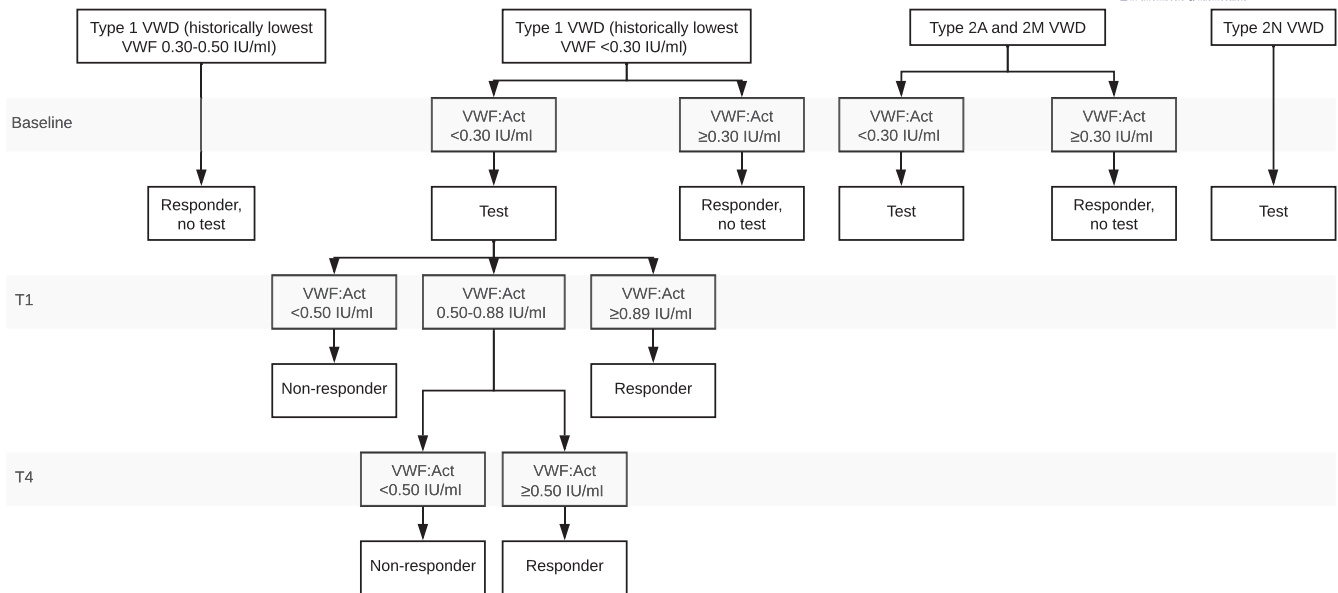 Type 1 VWD (historically lowest
VWF 0.30-0.50 IU/ml)
Type 1 VWD (historically lowest
VWF <0.30 IU/ml)
Type 2A and 2M VWD
Type 2N VWD
Baseline
VWF:Act
<0.30 IU/ml
VWF:Act
≥0.30 IU/ml
VWF:Act
<0.30 IU/ml
VWF:Act
≥0.30 IU/ml
Responder,
no test
Test
Responder,
no test
Test
Responder,
no test
Test
T1
VWF:Act
<0.50 IU/ml
VWF:Act
0.50-0.88 IU/ml
VWF:Act
≥0.89 IU/ml
Non-responder
Responder
T4
VWF:Act
<0.50 IU/ml
VWF:Act
≥0.50 IU/ml
Non-responder
Responder